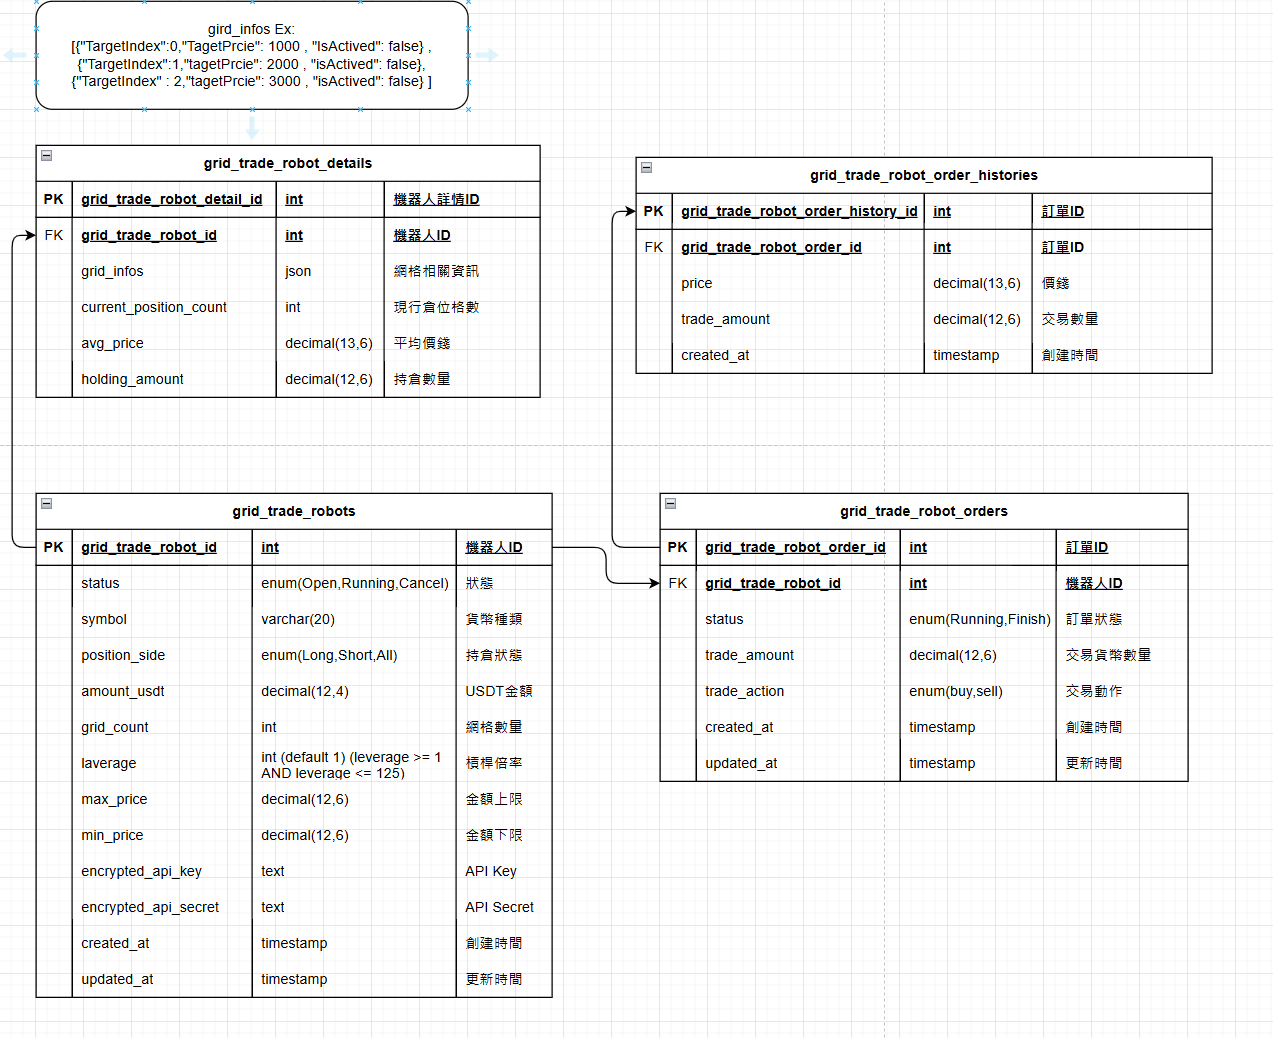 gird_infos Ex:
[{"TargetIndex":0,"TagetPrcie": 1000 , "IsActived": false} ,
{"TargetIndex":1,"tagetPrcie": 2000 , "isActived": false},
{"TargetIndex" : 2,"tagetPrcie": 3000 , "isActived": false} ]
grid_trade_robot_details
PK grid_trade_robot_detail_id int 機器人詳情ID
FK grid_trade_robot_id int 機器人ID
grid_infos json 網格相關資訊
current_position_count int 現行倉位格數
avg_price decimal(13,6) 平均價錢
holding_amount decimal(12,6) 持倉數量
grid_trade_robot_order_histories
PK grid_trade_robot_order_history_id int 訂單ID
FK grid_trade_robot_order_id int 訂單ID
price decimal(13,6) 價錢
trade_amount decimal(12,6) 交易數量
created_at timestamp 創建時間
grid_trade_robots
PK grid_trade_robot_id int 機器人ID
status enum(Open,Running,Cancel) 狀態
symbol varchar(20) 貨幣種類
position_side enum(Long,Short,All) 持倉狀態
amount_usdt decimal(12,4) USDT金額
grid_count int 網格數量
laverage int (default 1) (leverage >= 1
AND leverage <= 125) 槓桿倍率
max_price decimal(12,6) 金額上限
min_price decimal(12,6) 金額下限
encrypted_api_key text API Key
encrypted_api_secret text API Secret
created_at timestamp 創建時間
updated_at timestamp 更新時間
grid_trade_robot_orders
PK grid_trade_robot_order_id int 訂單ID
FK grid_trade_robot_id int 機器人ID
status enum(Running,Finish) 訂單狀態
trade_amount decimal(12,6) 交易貨幣數量
trade_action enum(buy,sell) 交易動作
created_at timestamp 創建時間
updated_at timestamp 更新時間